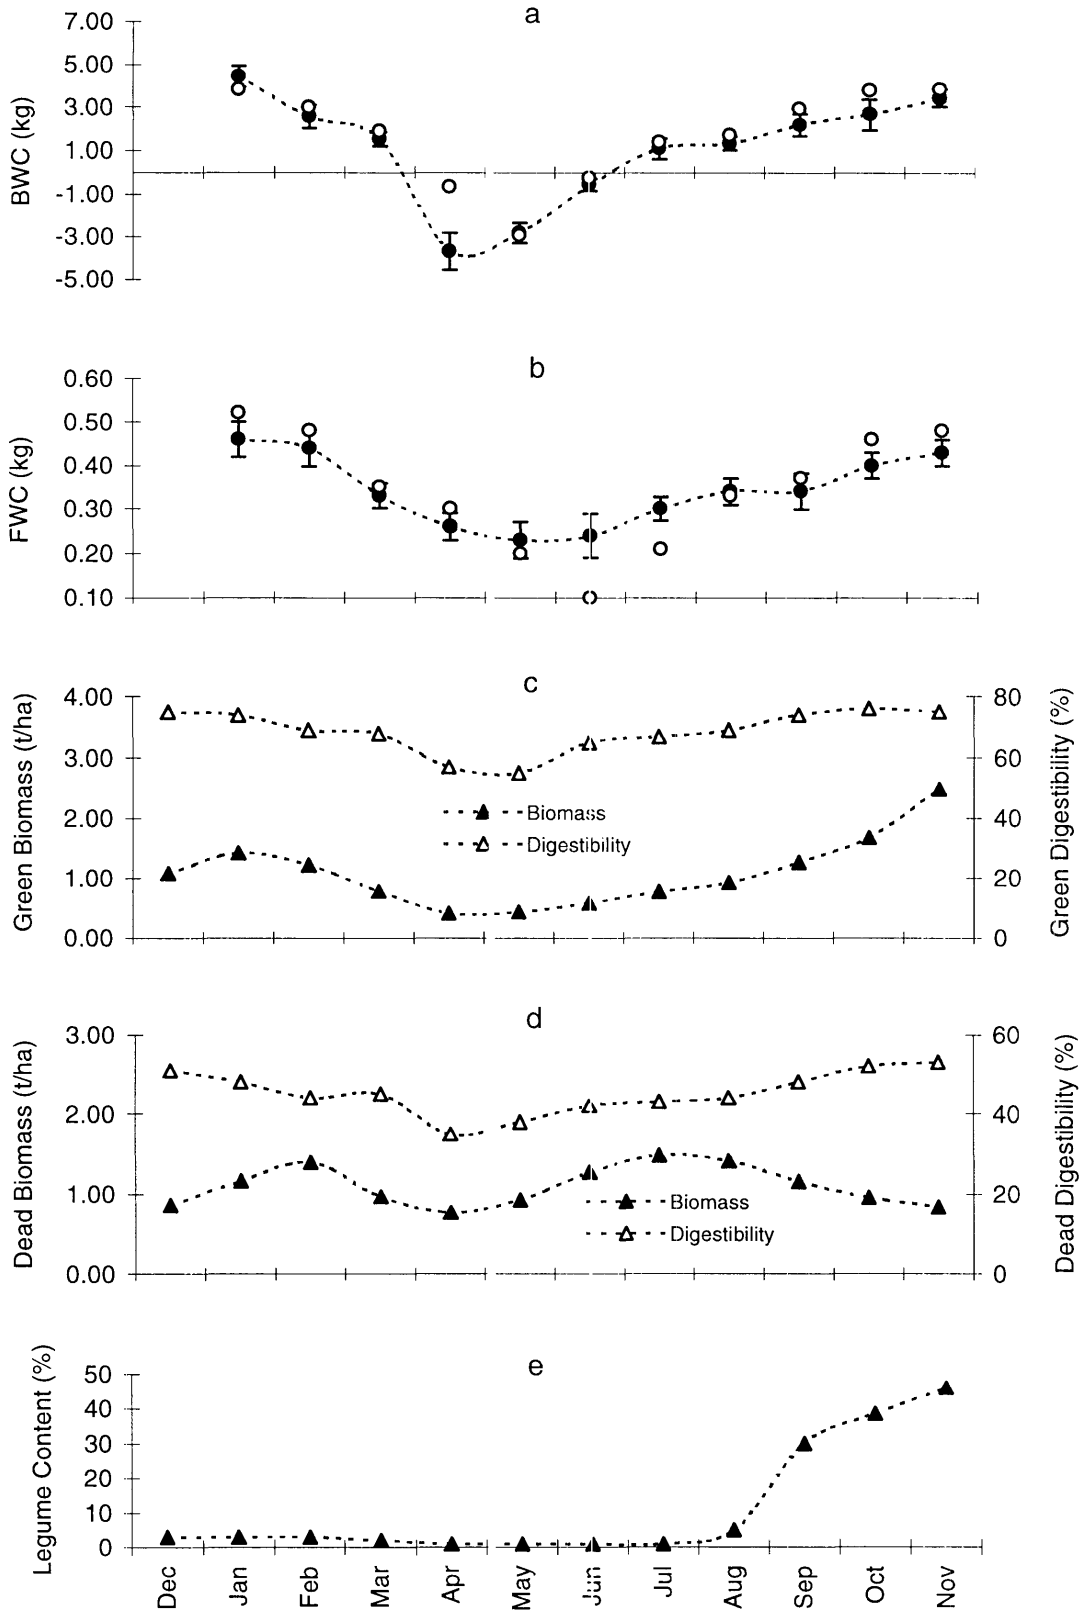 a
BWC (kg)
7.00
5.00
3.00
1.00
-1.00
-3.00
-5.00
b
FWC (kg)
0.60
0.50
0.40
0.30
0.20
0.10
c
Green Biomass (t/ha)
4.00
3.00
2.00
1.00
0.00
Biomass
Digestibility
80
60
40
20
0
Green Digestibility (%)
d
Dead Biomass (t/ha)
3.00
2.00
1.00
0.00
Biomass
Digestibility
60
40
20
0
Dead Digestibility (%)
e
Legume Content (%)
50
40
30
20
10
0
Dec Jan Feb Mar Apr May Jun Jul Aug Sep Oct Nov